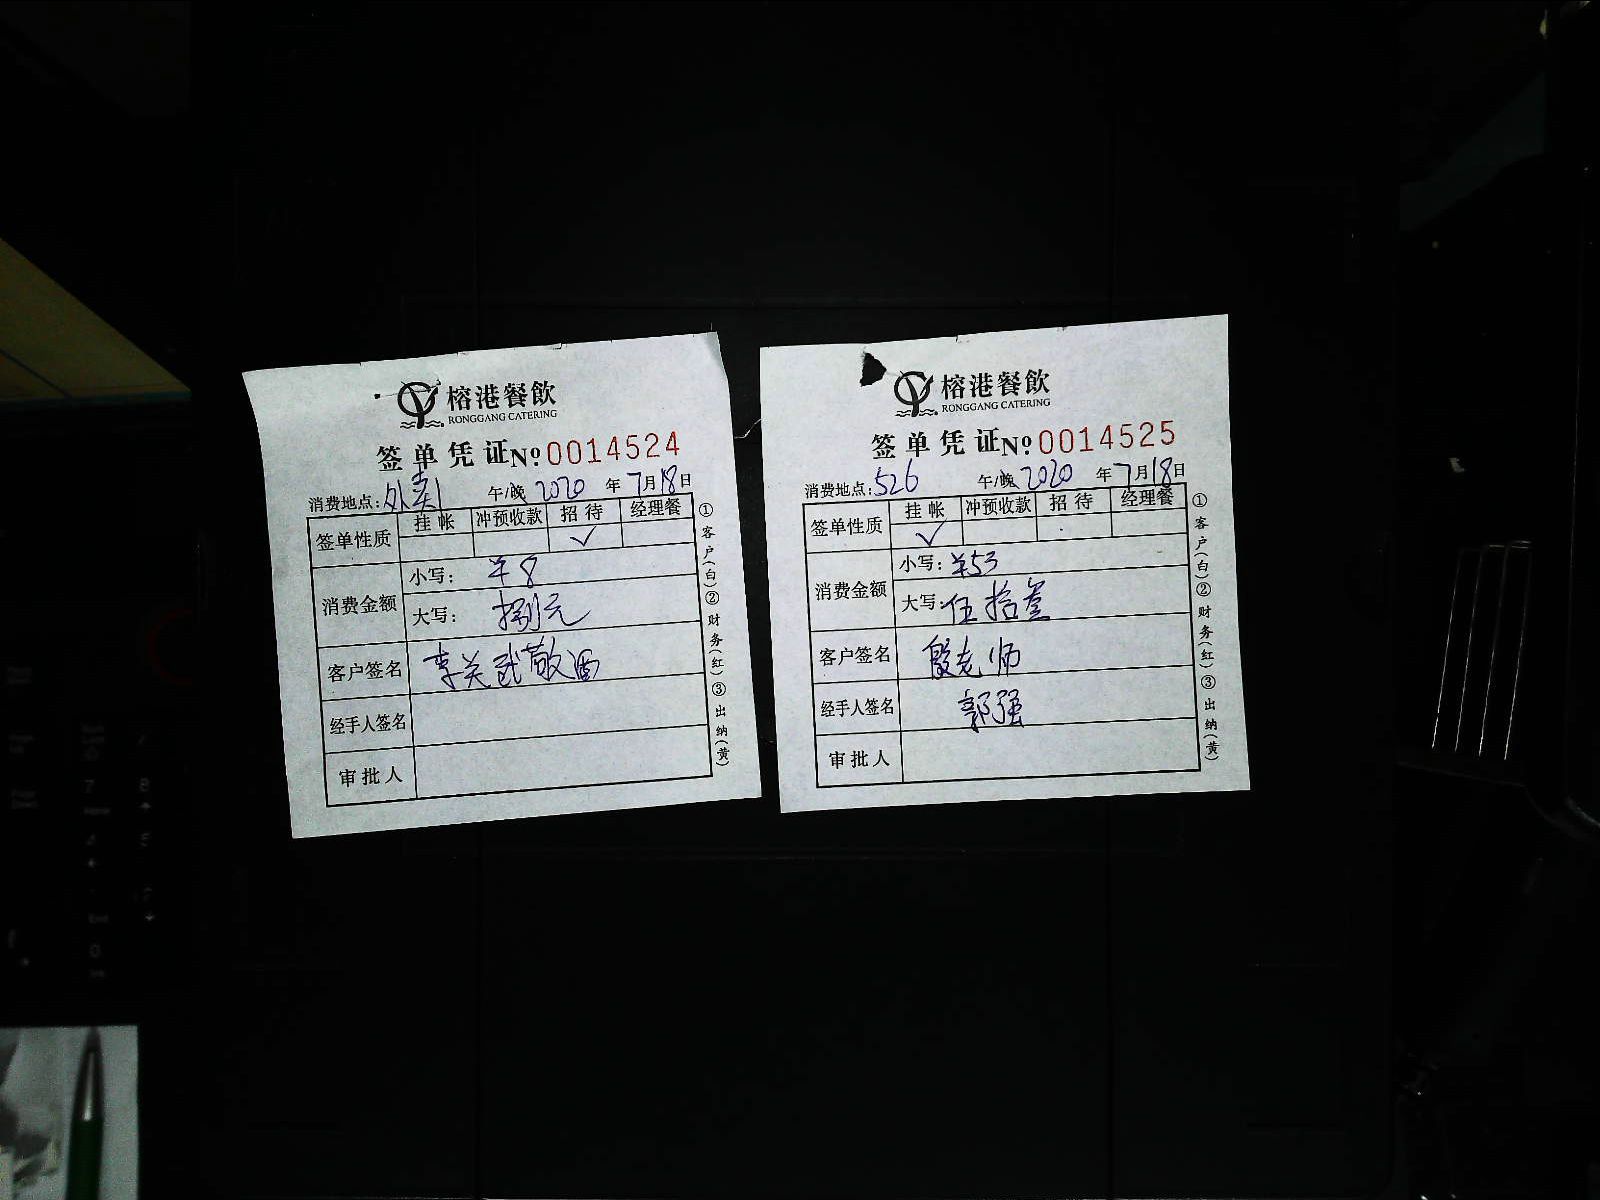 榕港餐飲
RONGGANG CATERING
签单凭证 No 0014524
消费地点:外卖1 午/晚 2020 年 7月18日
签单性质 挂帐 冲预收款 招待 经理餐
✓
消费金额 小写: ¥8
大写: 捌元
客户签名 李关武敬酒
经手人签名
审批人
①客户(白)②财务(红)③出纳(黄)
榕港餐飲
RONGGANG CATERING
签单凭证 No 0014525
消费地点:526 午/晚 2020 年 7月18日
签单性质 挂帐 冲预收款 招待 经理餐
✓
消费金额 小写: ¥53
大写: 伍拾叁
客户签名 殷老师
经手人签名 郭强
审批人
①客户(白)②财务(红)③出纳(黄)